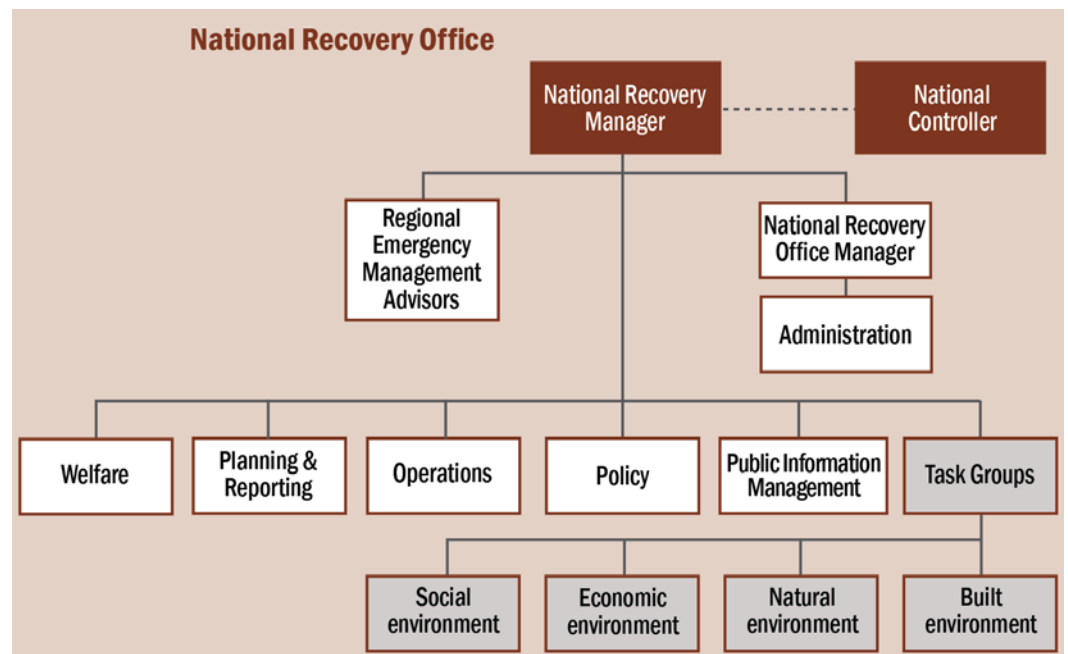 National Recovery Office
National Recovery
Manager
National
Controller
Regional
Emergency
Management
Advisors
National Recovery
Office Manager
Administration
Welfare
Planning &
Reporting
Operations
Policy
Public Information
Management
Task Groups
Social
environment
Economic
environment
Natural
environment
Built
environment